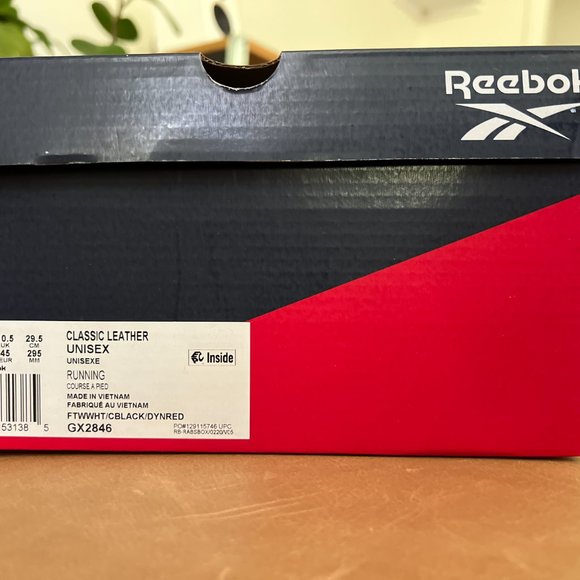 Reebok
0.5 29.5
UK CM
45 295
EUR MM
CLASSIC LEATHER
UNISEX
UNISEXE
Inside
RUNNING
COURSE A PIED
MADE IN VIETNAM
FABRIQUÉ AU VIETNAM
FTWWHT/CBLACK/DYNRED
GX2846
PO#129115746 UPC
RB-RABSBOX/0220/VC5
53138 5